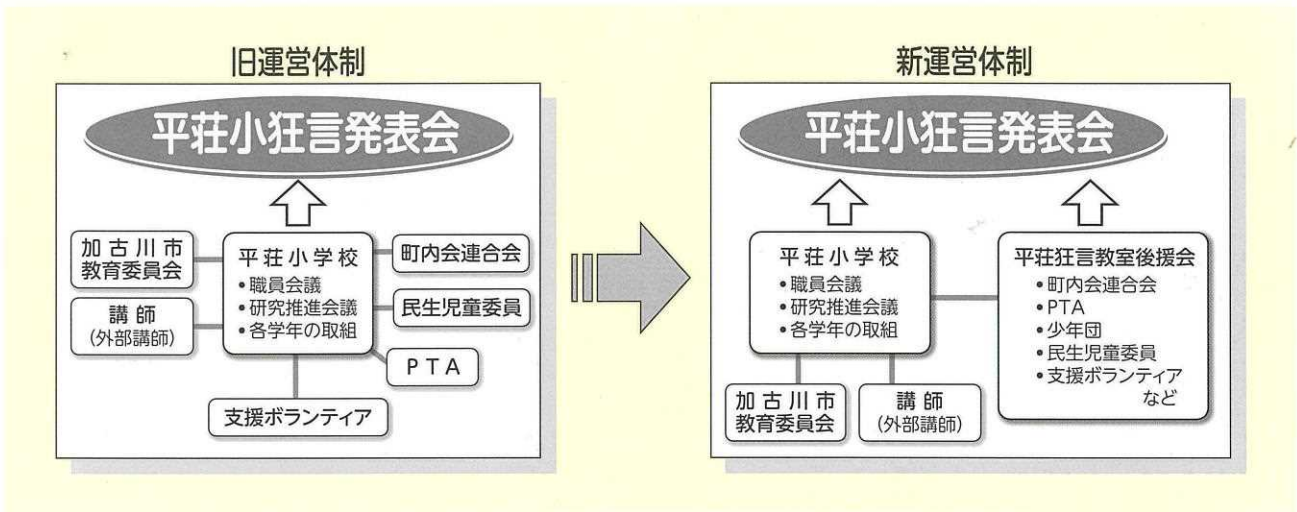 旧運営体制
平荘小狂言発表会
加古川市
教育委員会
講師
(外部講師)
平荘小学校
•職員会議
•研究推進会議
•各学年の取組
町内会連合会
民生児童委員
PTA
支援ボランティア
新運営体制
平荘小狂言発表会
平荘小学校
•職員会議
•研究推進会議
•各学年の取組
加古川市
教育委員会
講師
(外部講師)
平荘狂言教室後援会
•町内会連合会
•PTA
•少年団
•民生児童委員
•支援ボランティア
など